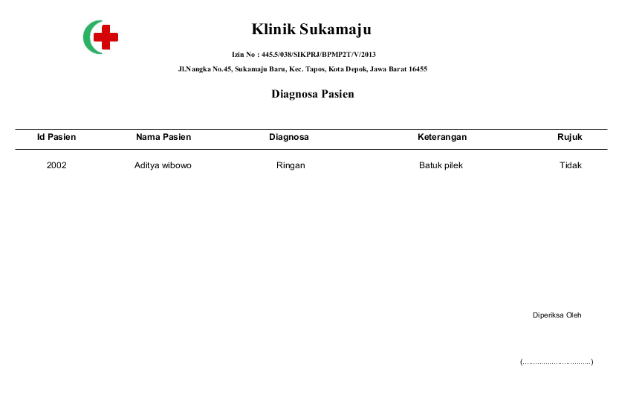 Klinik Sukamaju
Izin No : 445.5/038/SIKPRJ/BPMP2T/V/2013
Jl.Nangka No.45, Sukamaju Baru, Kec. Tapos, Kota Depok, Jawa Barat 16455
Diagnosa Pasien
Id Pasien Nama Pasien Diagnosa Keterangan Rujuk
2002 Aditya wibowo Ringan Batuk pilek Tidak
Diperiksa Oleh
(..................................)